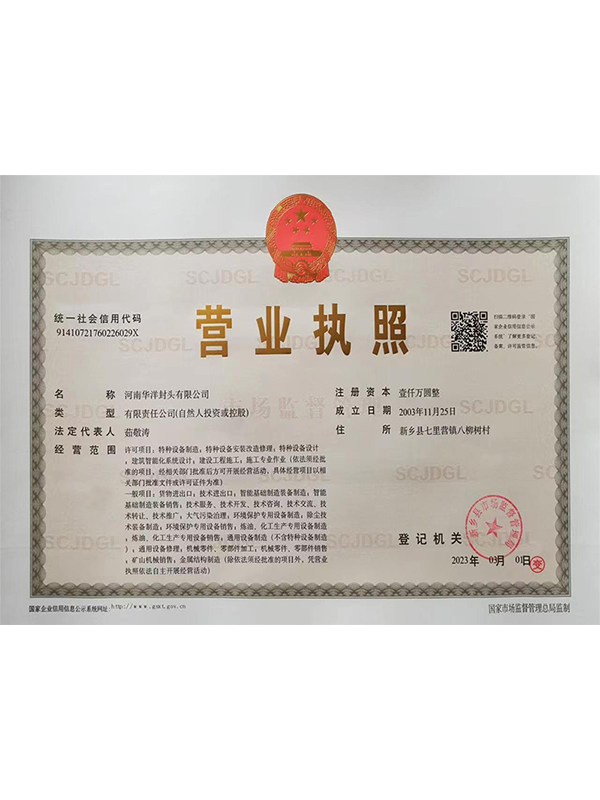 统一社会信用代码
91410721760226029X
营业执照
扫描二维码登录“国
家企业信用信息公示
系统”了解更多登记、
备案、许可监管信息。
名 称 河南华洋封头有限公司
类 型 有限责任公司(自然人投资或控股)
法定代表人 茹敬涛
经营范围 许可项目：特种设备制造；特种设备安装改造修理；特种设备设计
；建筑智能化系统设计；建设工程施工；施工专业作业（依法须经批
准的项目，经相关部门批准后方可开展经营活动，具体经营项目以相
关部门批准文件或许可证件为准）
一般项目：货物进出口；技术进出口；智能基础制造装备制造；智能
基础制造装备销售；技术服务、技术开发、技术咨询、技术交流、技
术转让、技术推广；大气污染治理；环境保护专用设备制造；除尘技
术装备制造；环境保护专用设备销售；炼油、化工生产专用设备制造
；炼油、化工生产专用设备销售；通用设备制造（不含特种设备制造
）；通用设备修理；机械零件、零部件加工；机械零件、零部件销售
；矿山机械销售；金属结构制造（除依法须经批准的项目外，凭营业
执照依法自主开展经营活动）
注册资本 壹仟万圆整
成立日期 2003年11月25日
住 所 新乡县七里营镇八柳树村
登记机关
新乡县市场监督管理局
2023年 03月 01日
变
国家企业信用信息公示系统网址：http://www.gsxt.gov.cn
国家市场监督管理总局监制
SCJDGL
市场监督